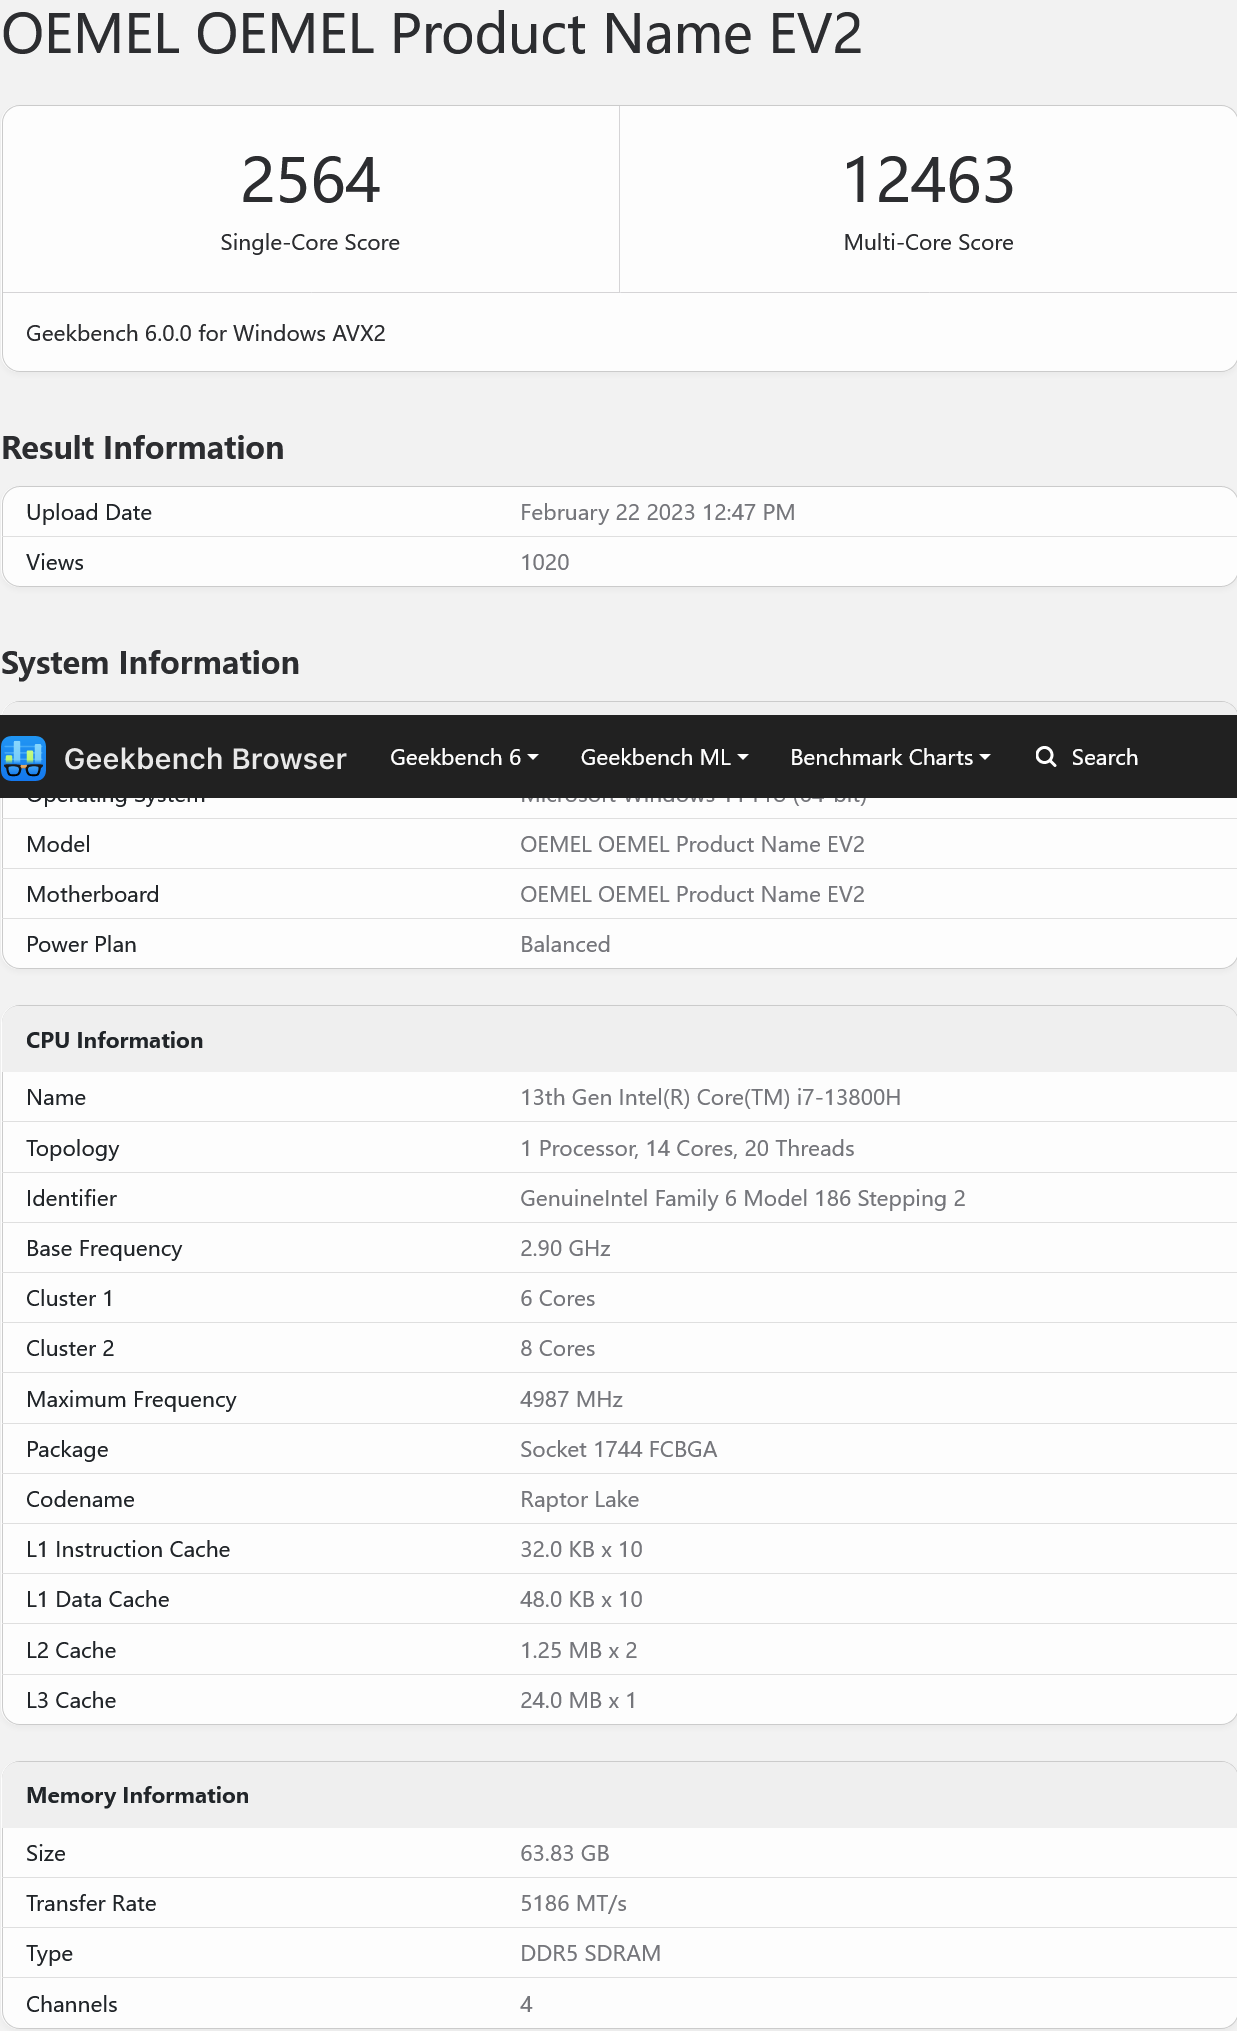 OEMEL OEMEL Product Name EV2
2564
Single-Core Score
12463
Multi-Core Score
Geekbench 6.0.0 for Windows AVX2
Result Information
Upload Date February 22 2023 12:47 PM
Views 1020
System Information
Geekbench Browser Geekbench 6 Geekbench ML Benchmark Charts Search
Operating System
Model OEMEL OEMEL Product Name EV2
Motherboard OEMEL OEMEL Product Name EV2
Power Plan Balanced
CPU Information
Name 13th Gen Intel(R) Core(TM) i7-13800H
Topology 1 Processor, 14 Cores, 20 Threads
Identifier GenuineIntel Family 6 Model 186 Stepping 2
Base Frequency 2.90 GHz
Cluster 1 6 Cores
Cluster 2 8 Cores
Maximum Frequency 4987 MHz
Package Socket 1744 FCBGA
Codename Raptor Lake
L1 Instruction Cache 32.0 KB x 10
L1 Data Cache 48.0 KB x 10
L2 Cache 1.25 MB x 2
L3 Cache 24.0 MB x 1
Memory Information
Size 63.83 GB
Transfer Rate 5186 MT/s
Type DDR5 SDRAM
Channels 4